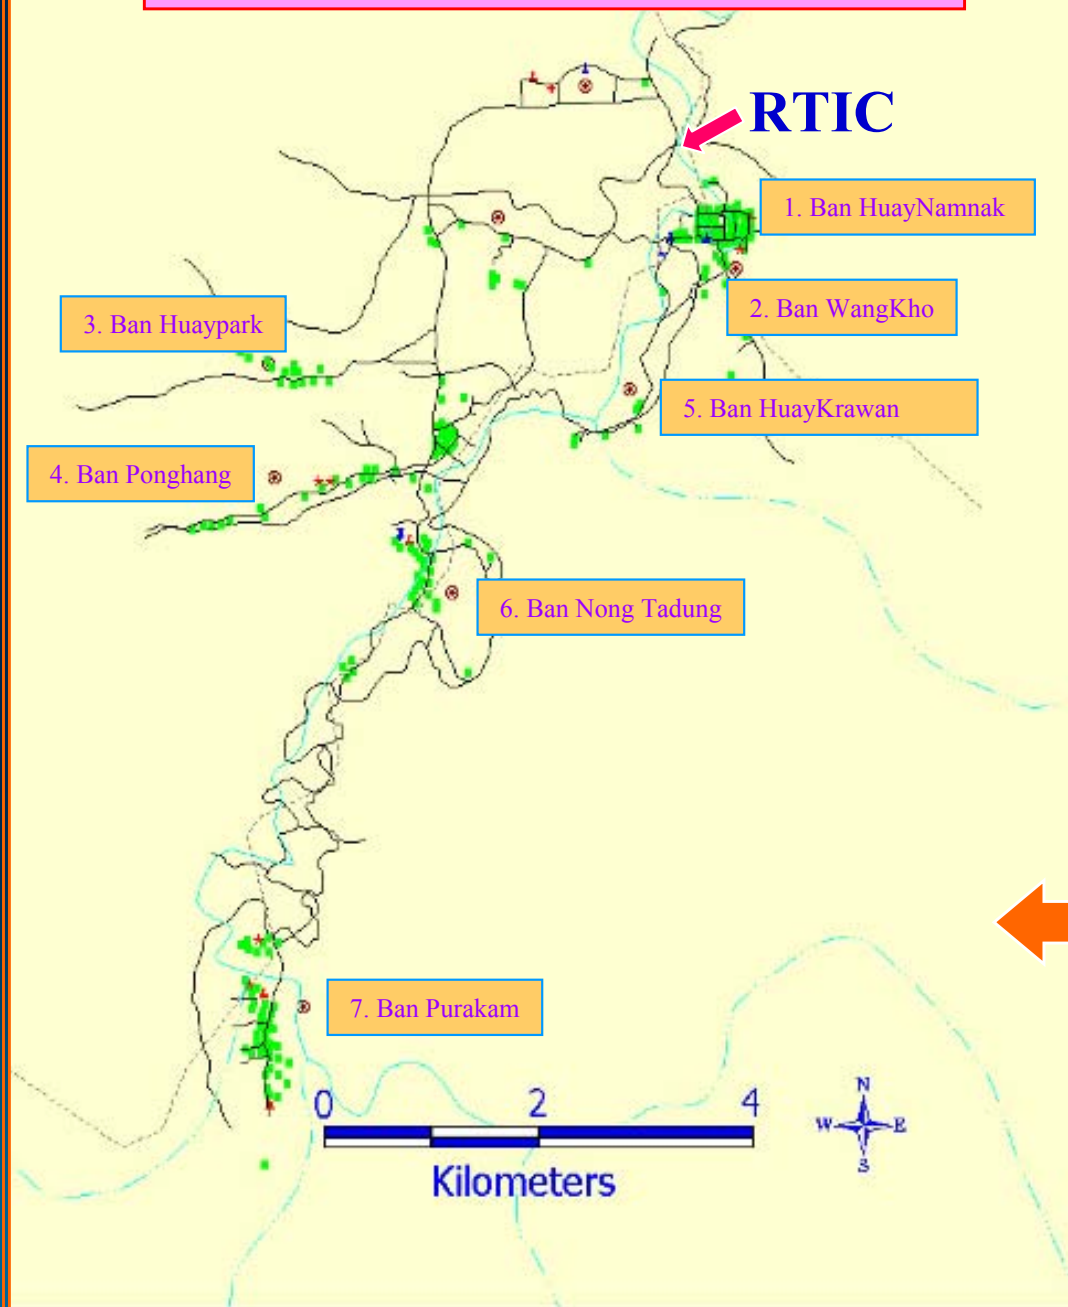 RTIC
1. Ban HuayNamnak
2. Ban WangKho
3. Ban Huaypark
5. Ban HuayKrawan
4. Ban Ponghang
6. Ban Nong Tadung
7. Ban Purakam
0 2 4
Kilometers
N
W E
S